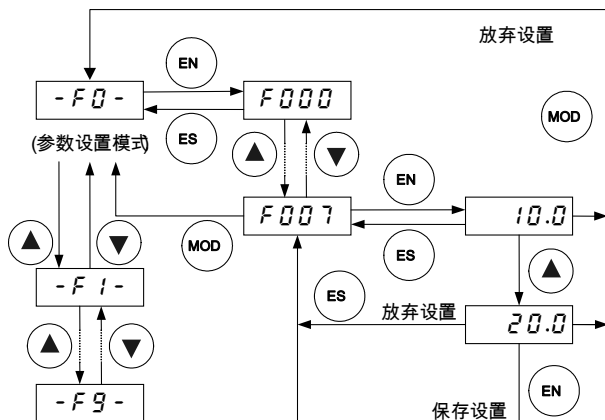 放弃设置
EN
-F0-
F000
MOD
(参数设置模式)
ES
▲
▼
EN
F007
10.0
MOD
ES
▲
▼
▲
-F1-
ES
放弃设置
20.0
▲
▼
EN
-F9-
保存设置